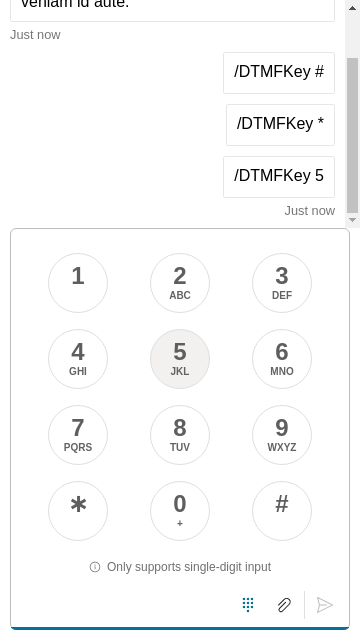 veniam id aute.
Just now
/DTMFKey #
/DTMFKey *
/DTMFKey 5
Just now
1
2
ABC
3
DEF
4
GHI
5
JKL
6
MNO
7
PQRS
8
TUV
9
WXYZ
*
0
+
#
Only supports single-digit input